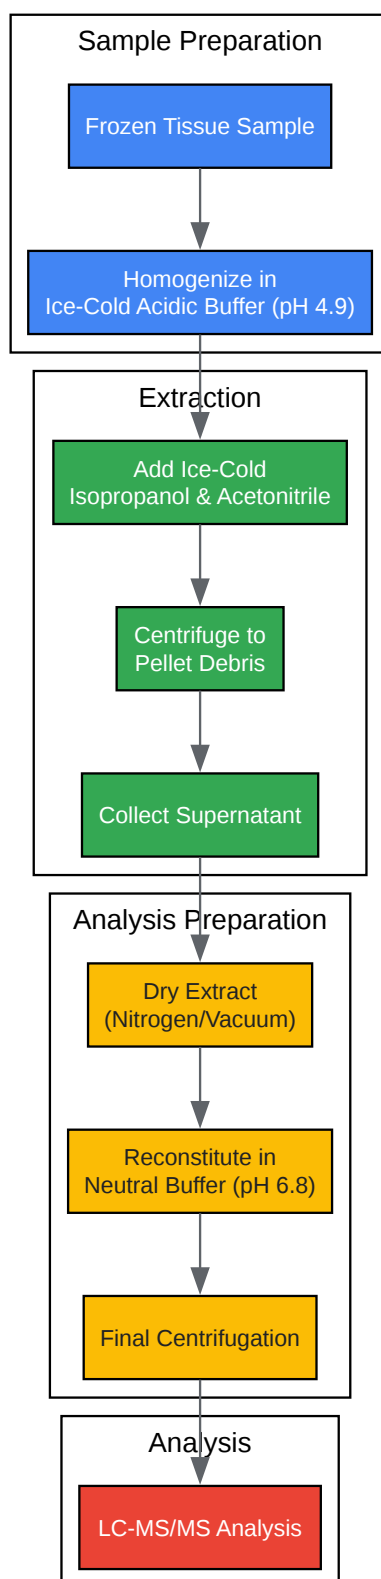 Sample Preparation
Frozen Tissue Sample
Homogenize in
Ice-Cold Acidic Buffer (pH 4.9)
Extraction
Add Ice-Cold
Isopropanol & Acetonitrile
Centrifuge to
Pellet Debris
Collect Supernatant
Analysis Preparation
Dry Extract
(Nitrogen/Vacuum)
Reconstitute in
Neutral Buffer (pH 6.8)
Final Centrifugation
Analysis
LC-MS/MS Analysis